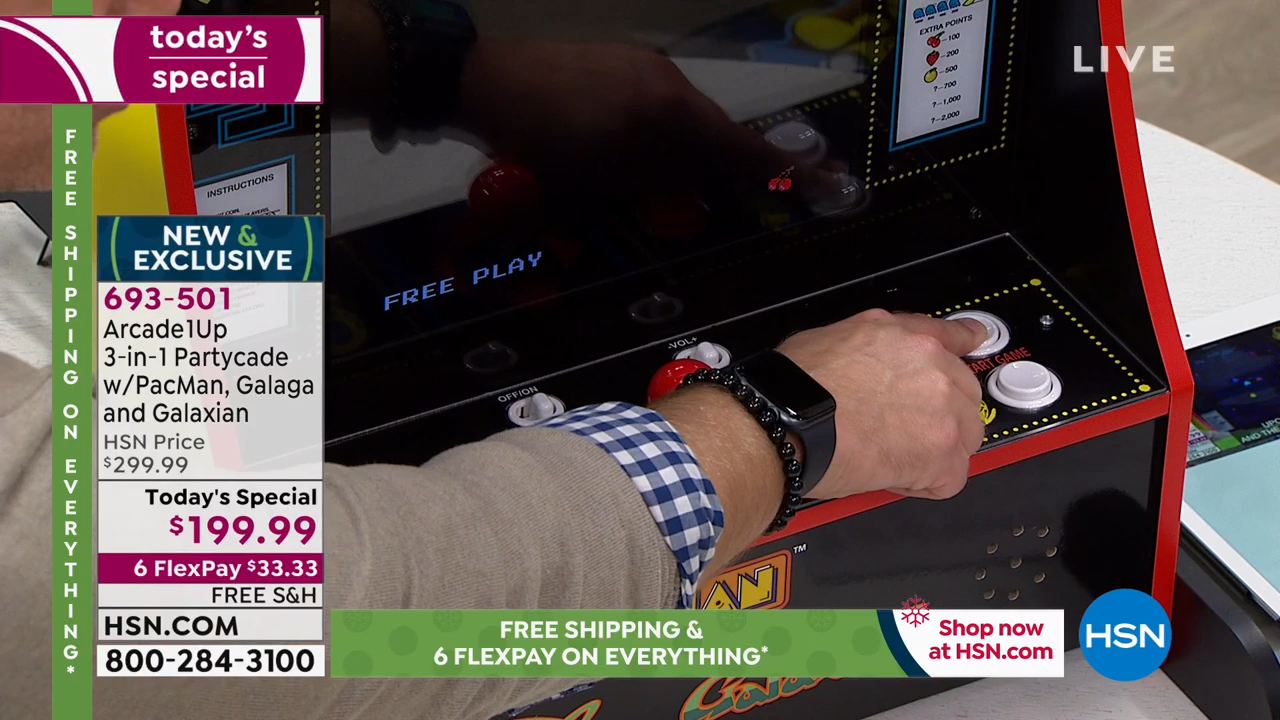 today's
special
LIVE
FREE SHIPPING ON EVERYTHING*
NEW &
EXCLUSIVE
693-501
Arcade1Up
3-in-1 Partycade
w/PacMan, Galaga
and Galaxian
HSN Price
$299.99
Today's Special
$199.99
6 FlexPay $33.33
FREE S&H
HSN.COM
800-284-3100
EXTRA POINTS
-100
-200
-500
?-700
?-1,000
?-2,000
INSTRUCTIONS
COIN.
FREE PLAY
-VOL+
OFF/ON
GAME
TM
FREE SHIPPING &
6 FLEXPAY ON EVERYTHING*
Shop now
at HSN.com
HSN